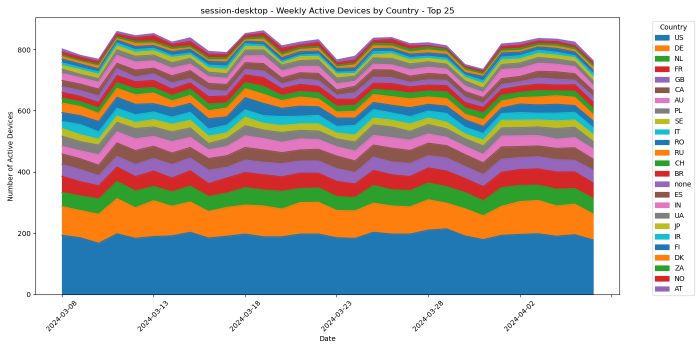 session-desktop - Weekly Active Devices by Country - Top 25
Number of Active Devices
800
600
400
200
0
2024-03-08
2024-03-13
2024-03-18
2024-03-23
2024-03-28
2024-04-02
Date
Country
US
DE
NL
FR
GB
CA
AU
PL
SE
IT
RO
RU
CH
BR
none
ES
IN
UA
JP
IR
FI
DK
ZA
NO
AT